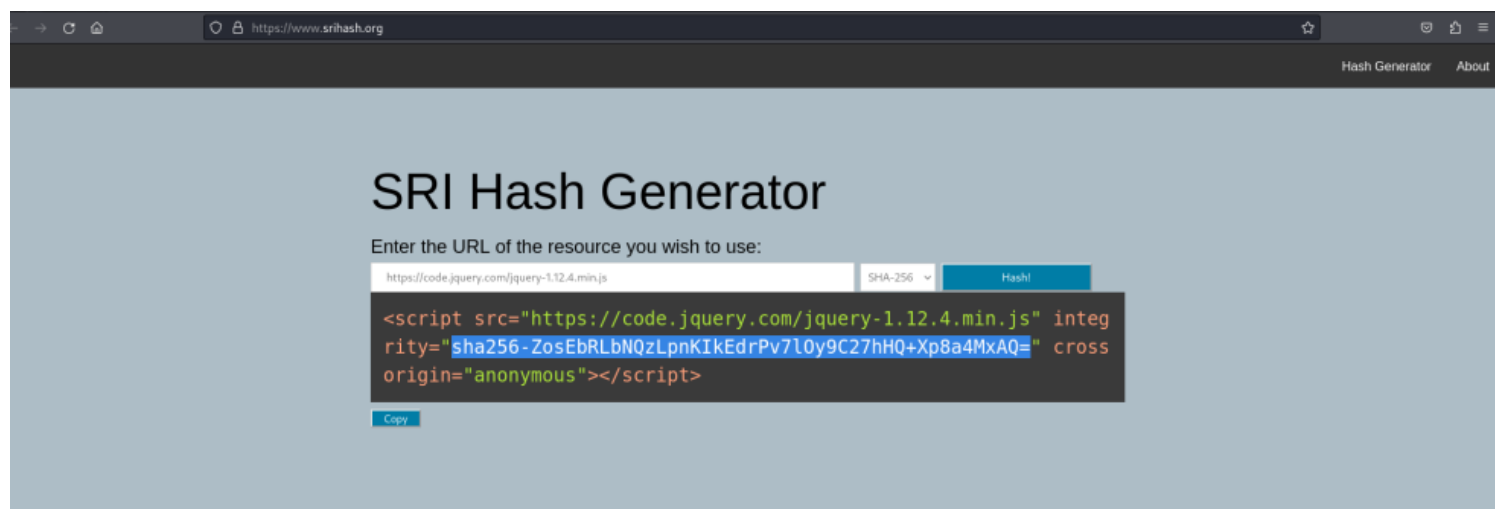 https://www.srihash.org
Hash Generator About
SRI Hash Generator
Enter the URL of the resource you wish to use:
https://code.jquery.com/jquery-1.12.4.min.js SHA-256 Hash!
<script src="https://code.jquery.com/jquery-1.12.4.min.js" integ
rity="sha256-ZosEbRLbNQzLpnKIkEdrPv7lOy9C27hHQ+Xp8a4MxAQ=" cross
origin="anonymous"></script>
Copy